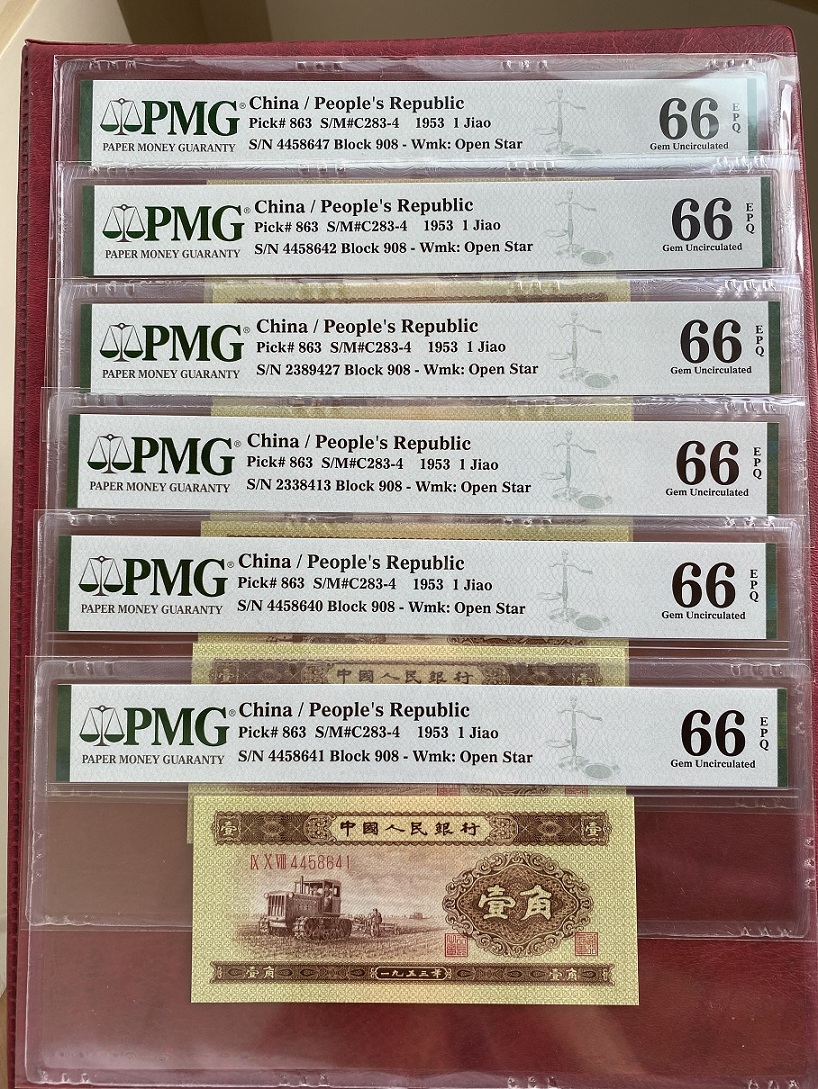 PMG®
PAPER MONEY GUARANTY
China / People's Republic
Pick# 863 S/M#C283-4 1953 1 Jiao
S/N 4458647 Block 908 - Wmk: Open Star
66 EPQ
Gem Uncirculated
PMG®
PAPER MONEY GUARANTY
China / People's Republic
Pick# 863 S/M#C283-4 1953 1 Jiao
S/N 4458642 Block 908 - Wmk: Open Star
66 EPQ
Gem Uncirculated
PMG®
PAPER MONEY GUARANTY
China / People's Republic
Pick# 863 S/M#C283-4 1953 1 Jiao
S/N 2389427 Block 908 - Wmk: Open Star
66 EPQ
Gem Uncirculated
PMG®
PAPER MONEY GUARANTY
China / People's Republic
Pick# 863 S/M#C283-4 1953 1 Jiao
S/N 2338413 Block 908 - Wmk: Open Star
66 EPQ
Gem Uncirculated
PMG®
PAPER MONEY GUARANTY
China / People's Republic
Pick# 863 S/M#C283-4 1953 1 Jiao
S/N 4458640 Block 908 - Wmk: Open Star
66 EPQ
Gem Uncirculated
壹 中國人民銀行 壹
PMG®
PAPER MONEY GUARANTY
China / People's Republic
Pick# 863 S/M#C283-4 1953 1 Jiao
S/N 4458641 Block 908 - Wmk: Open Star
66 EPQ
Gem Uncirculated
壹 中國人民銀行 壹
IX X VIII 4458641
壹角
壹角 一九五三年 壹角